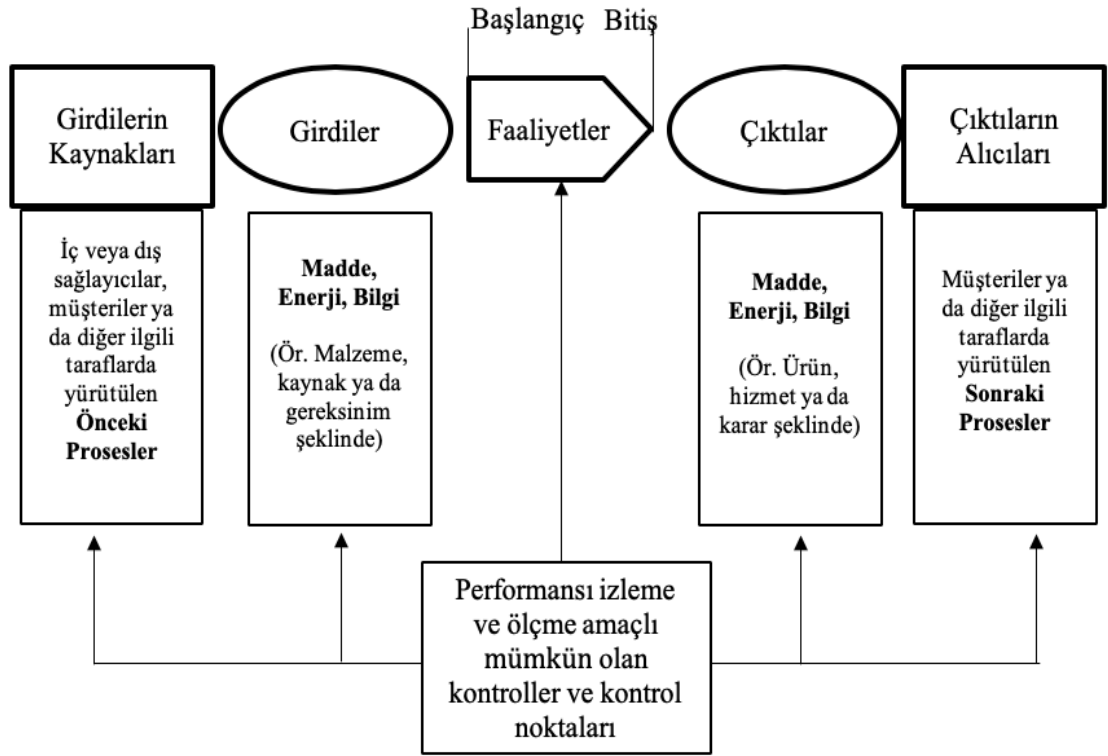 Başlangıç Bitiş
Girdilerin
Kaynakları
Girdiler
Faaliyetler
Çıktılar
Çıktıların
Alıcıları
İç veya dış
sağlayıcılar,
müşteriler ya
da diğer ilgili
taraflarda
yürütülen
Önceki
Prosesler
Madde,
Enerji, Bilgi
(Ör. Malzeme,
kaynak ya da
gereksinim
şeklinde)
Madde,
Enerji, Bilgi
(Ör. Ürün,
hizmet ya da
karar şeklinde)
Müşteriler ya
da diğer ilgili
taraflarda
yürütülen
Sonraki
Prosesler
Performansı izleme
ve ölçme amaçlı
mümkün olan
kontroller ve kontrol
noktaları